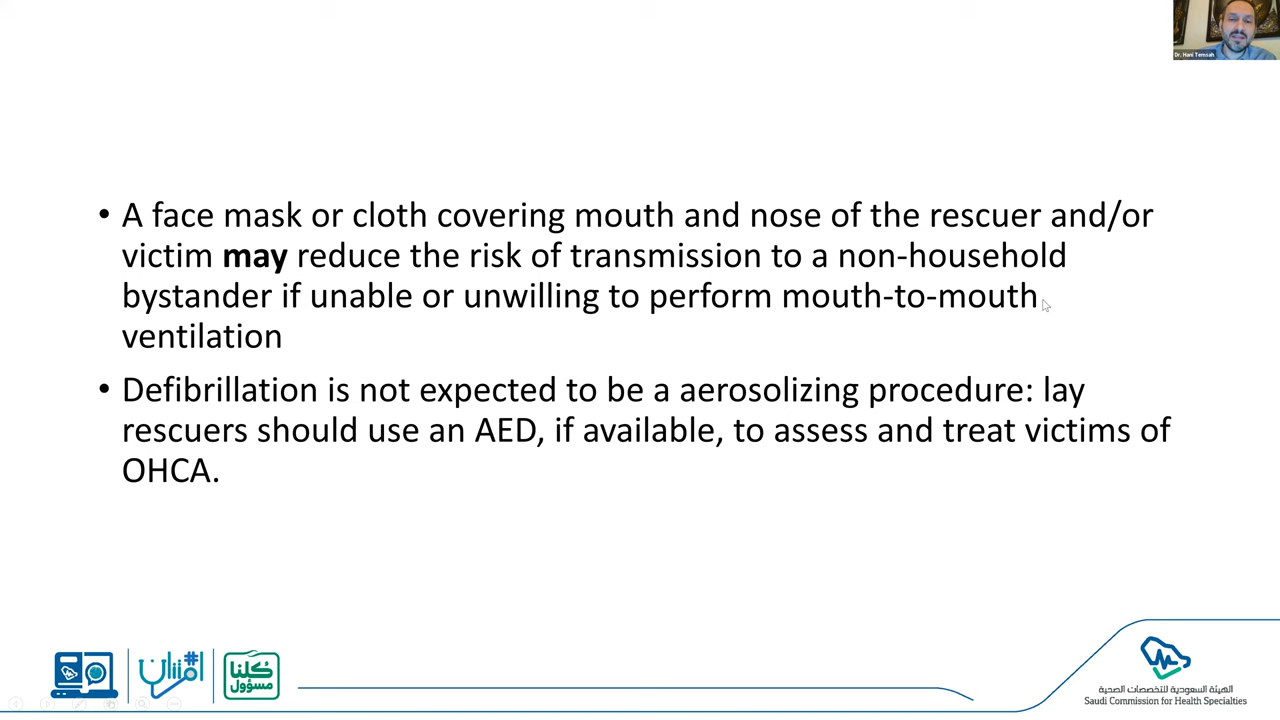 Dr. Hani Temsah
• A face mask or cloth covering mouth and nose of the rescuer and/or
victim may reduce the risk of transmission to a non-household
bystander if unable or unwilling to perform mouth-to-mouth
ventilation
• Defibrillation is not expected to be a aerosolizing procedure: lay
rescuers should use an AED, if available, to assess and treat victims of
OHCA.
كلنا
مسؤول
الهيئة السعودية للتخصصات الصحية
Saudi Commission for Health Specialties